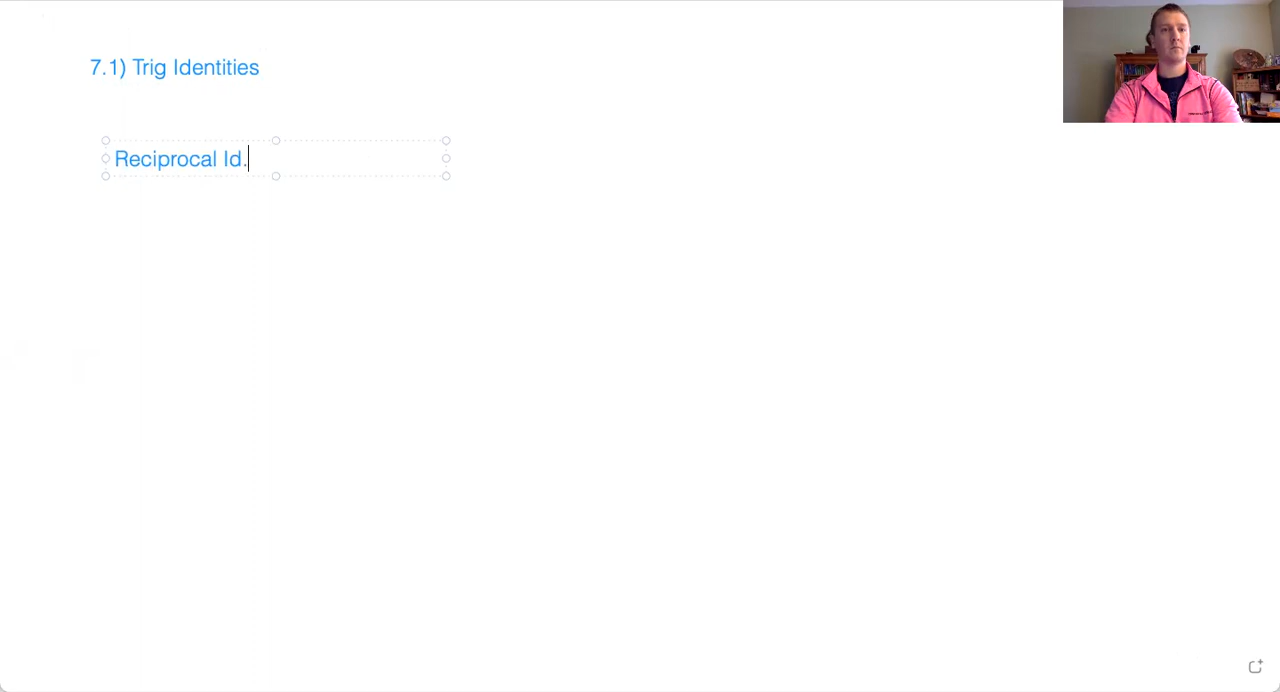 7.1) Trig Identities
Reciprocal Id.